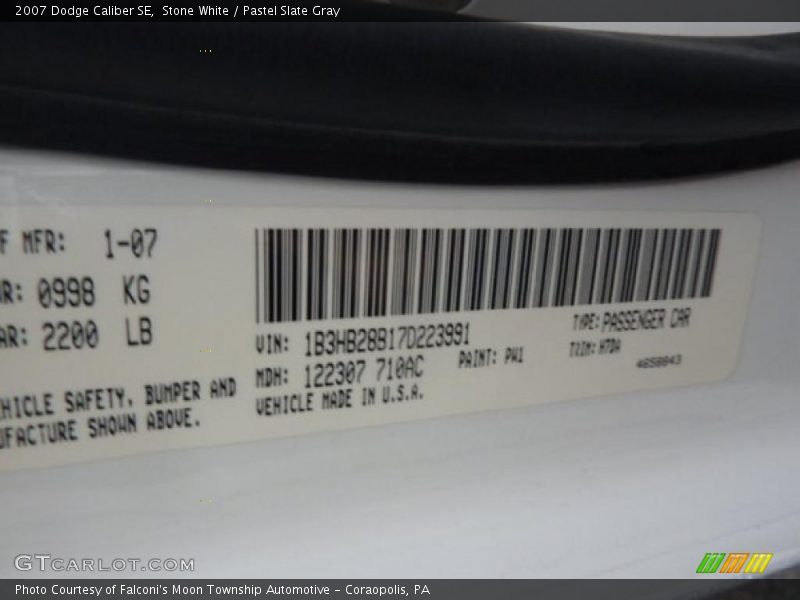 2007 Dodge Caliber SE, Stone White / Pastel Slate Gray
F MFR: 1-07
R: 0998 KG
AR: 2200 LB
HICLE SAFETY, BUMPER AND
UFACTURE SHOWN ABOVE.
VIN: 1B3HB28B17D223991
TYPE: PASSENGER CAR
MDH: 122307 710AC
PAINT: PW1
TRIM: H7DA
VEHICLE MADE IN U.S.A.
GTCARLOT.COM
Photo Courtesy of Falconi's Moon Township Automotive - Coraopolis, PA